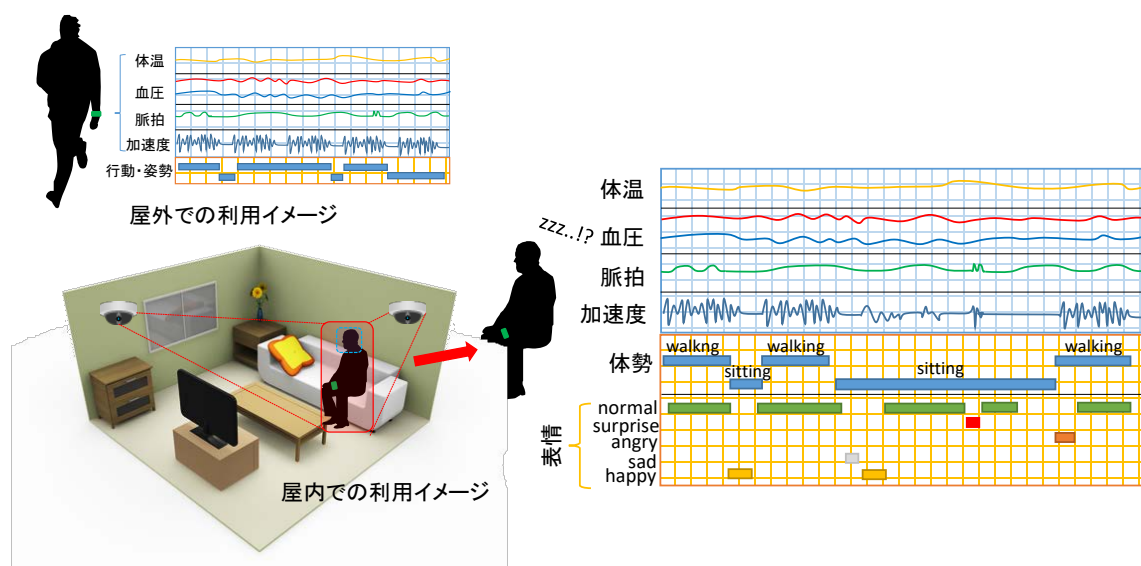 体温
血圧
脈拍
加速度
行動・姿勢
屋外での利用イメージ
zzz..!?
屋内での利用イメージ
体温
血圧
脈拍
加速度
体勢
walkng
walking
walking
sitting
sitting
表情
normal
surprise
angry
sad
happy